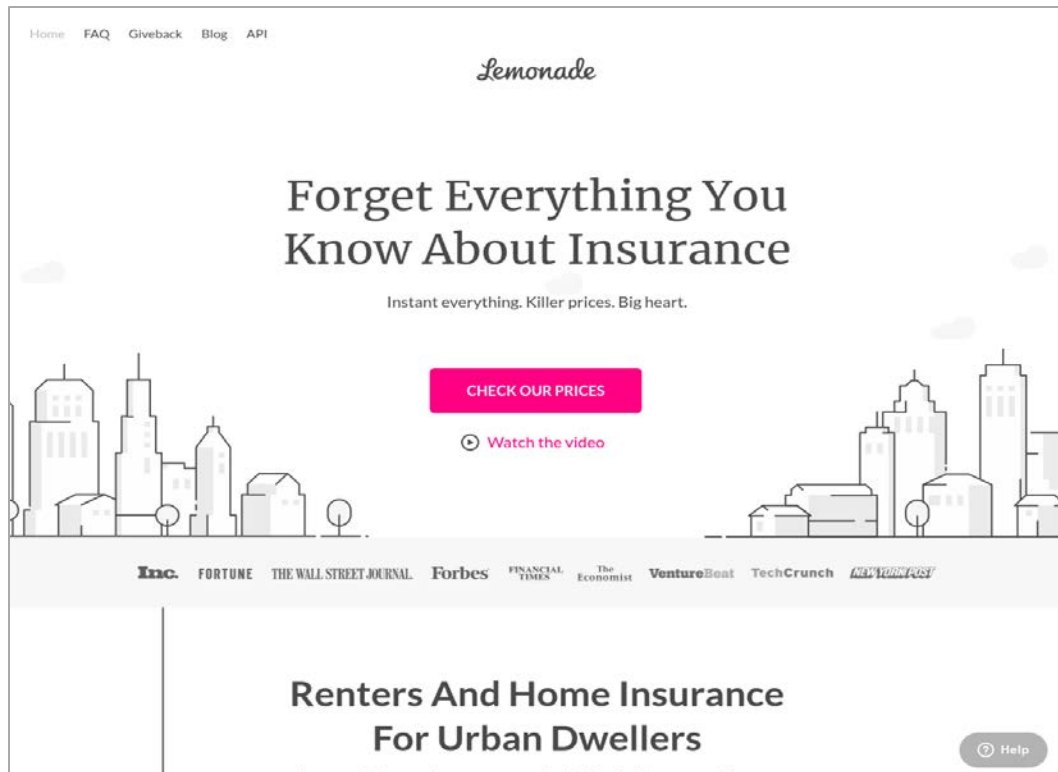 Home FAQ Giveback Blog API
Lemonade
Forget Everything You
Know About Insurance
Instant everything. Killer prices. Big heart.
CHECK OUR PRICES
Watch the video
Inc. FORTUNE THE WALL STREET JOURNAL. Forbes FINANCIAL TIMES The Economist VentureBeat TechCrunch NEW YORK POST
Renters And Home Insurance
For Urban Dwellers
Help